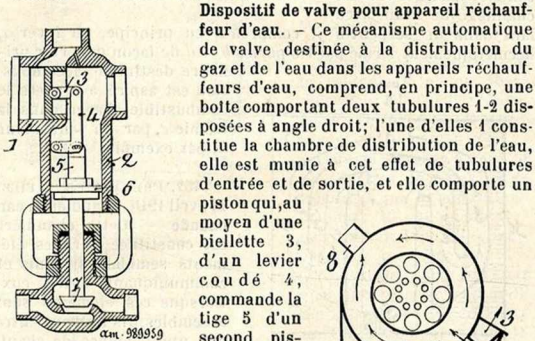 Dispositif de valve pour appareil réchauf-
feur d'eau. – Ce mécanisme automatique
de valve destinée à la distribution du
gaz et de l'eau dans les appareils réchauf-
feurs d'eau, comprend, en principe, une
boîte comportant deux tubulures 1-2 dis-
posées à angle droit; l'une d'elles 1 cons-
titue la chambre de distribution de l'eau,
elle est munie à cet effet de tubulures
d'entrée et de sortie, et elle comporte un
piston qui, au
moyen d'une
biellette 3,
d'un levier
coudé 4,
commande la
tige 5 d'un
second pis-
3
4
1
5
2
6
7
am. 989959
8
3